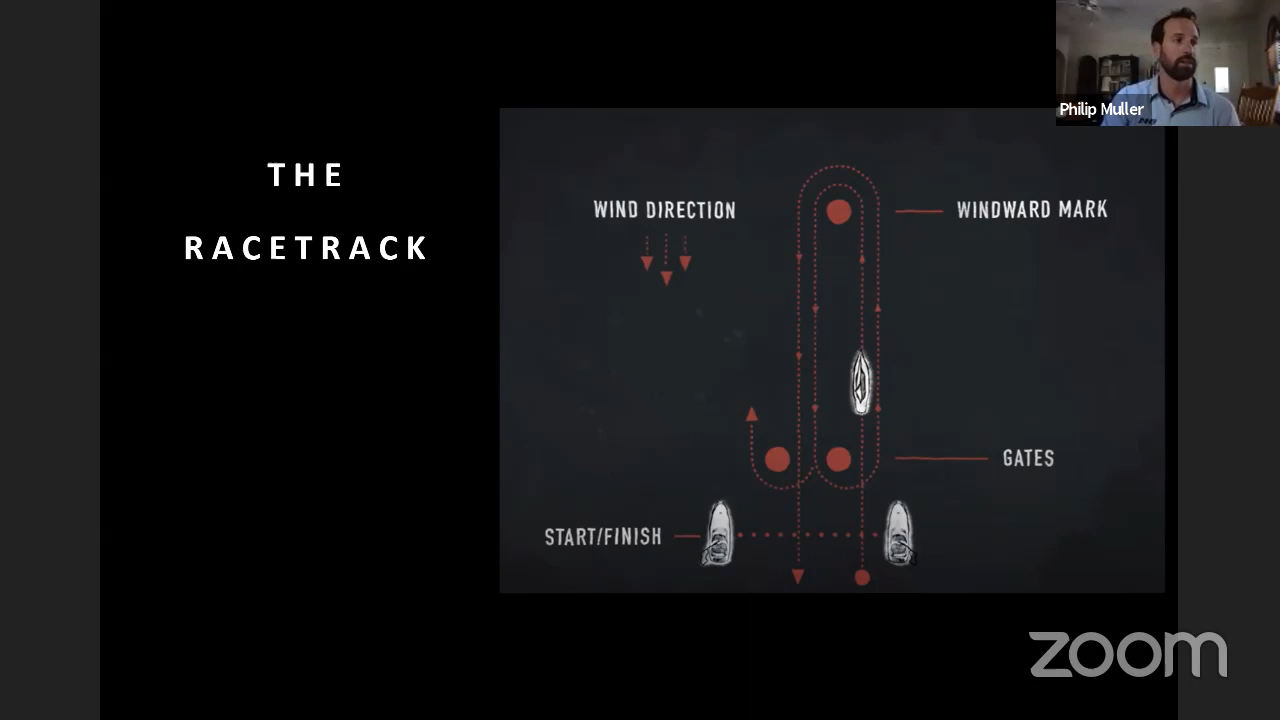 THE
RACETRACK
Philip Muller
WIND DIRECTION
WINDWARD MARK
GATES
START/FINISH
zoom